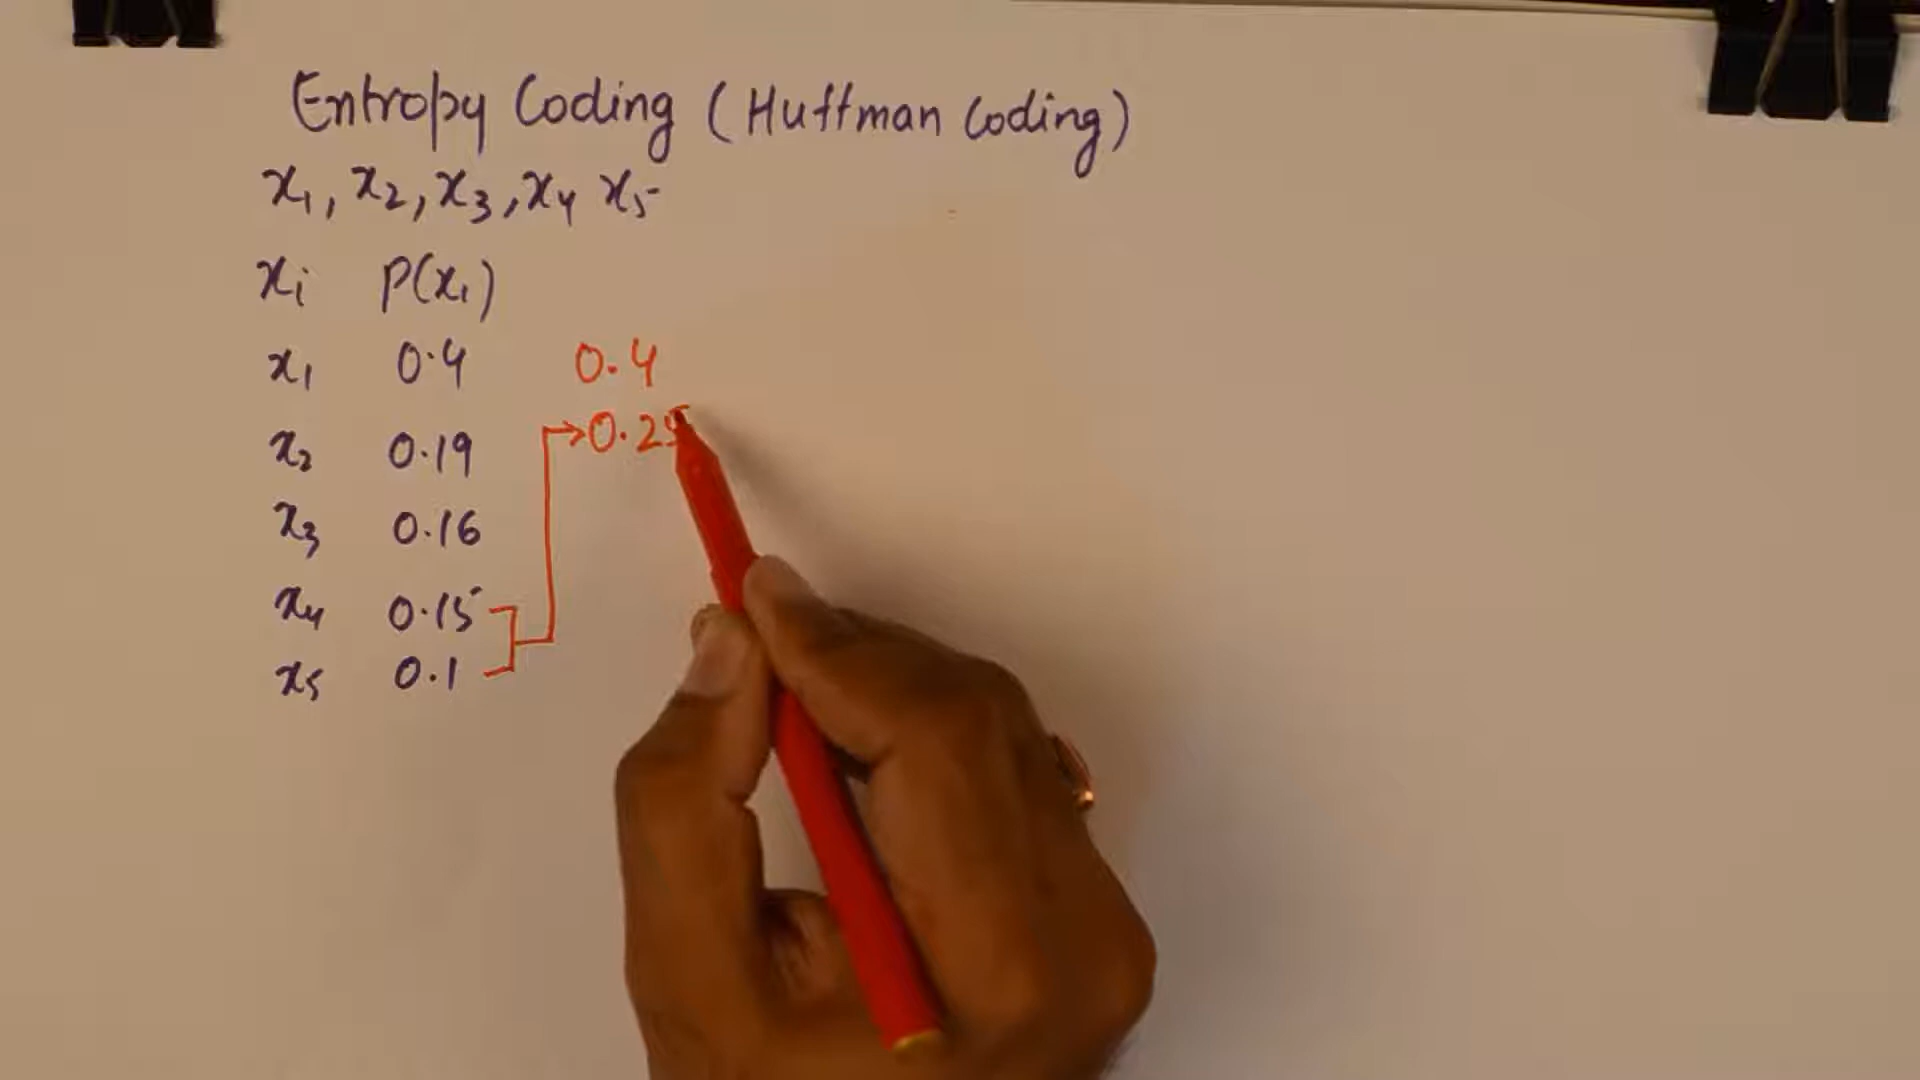 Entropy Coding (Huffman Coding)
x1, x2, x3, x4 x5
xi P(x1)
x1 0.4 0.4
x2 0.19 0.25
x3 0.16
x4 0.15
x5 0.1